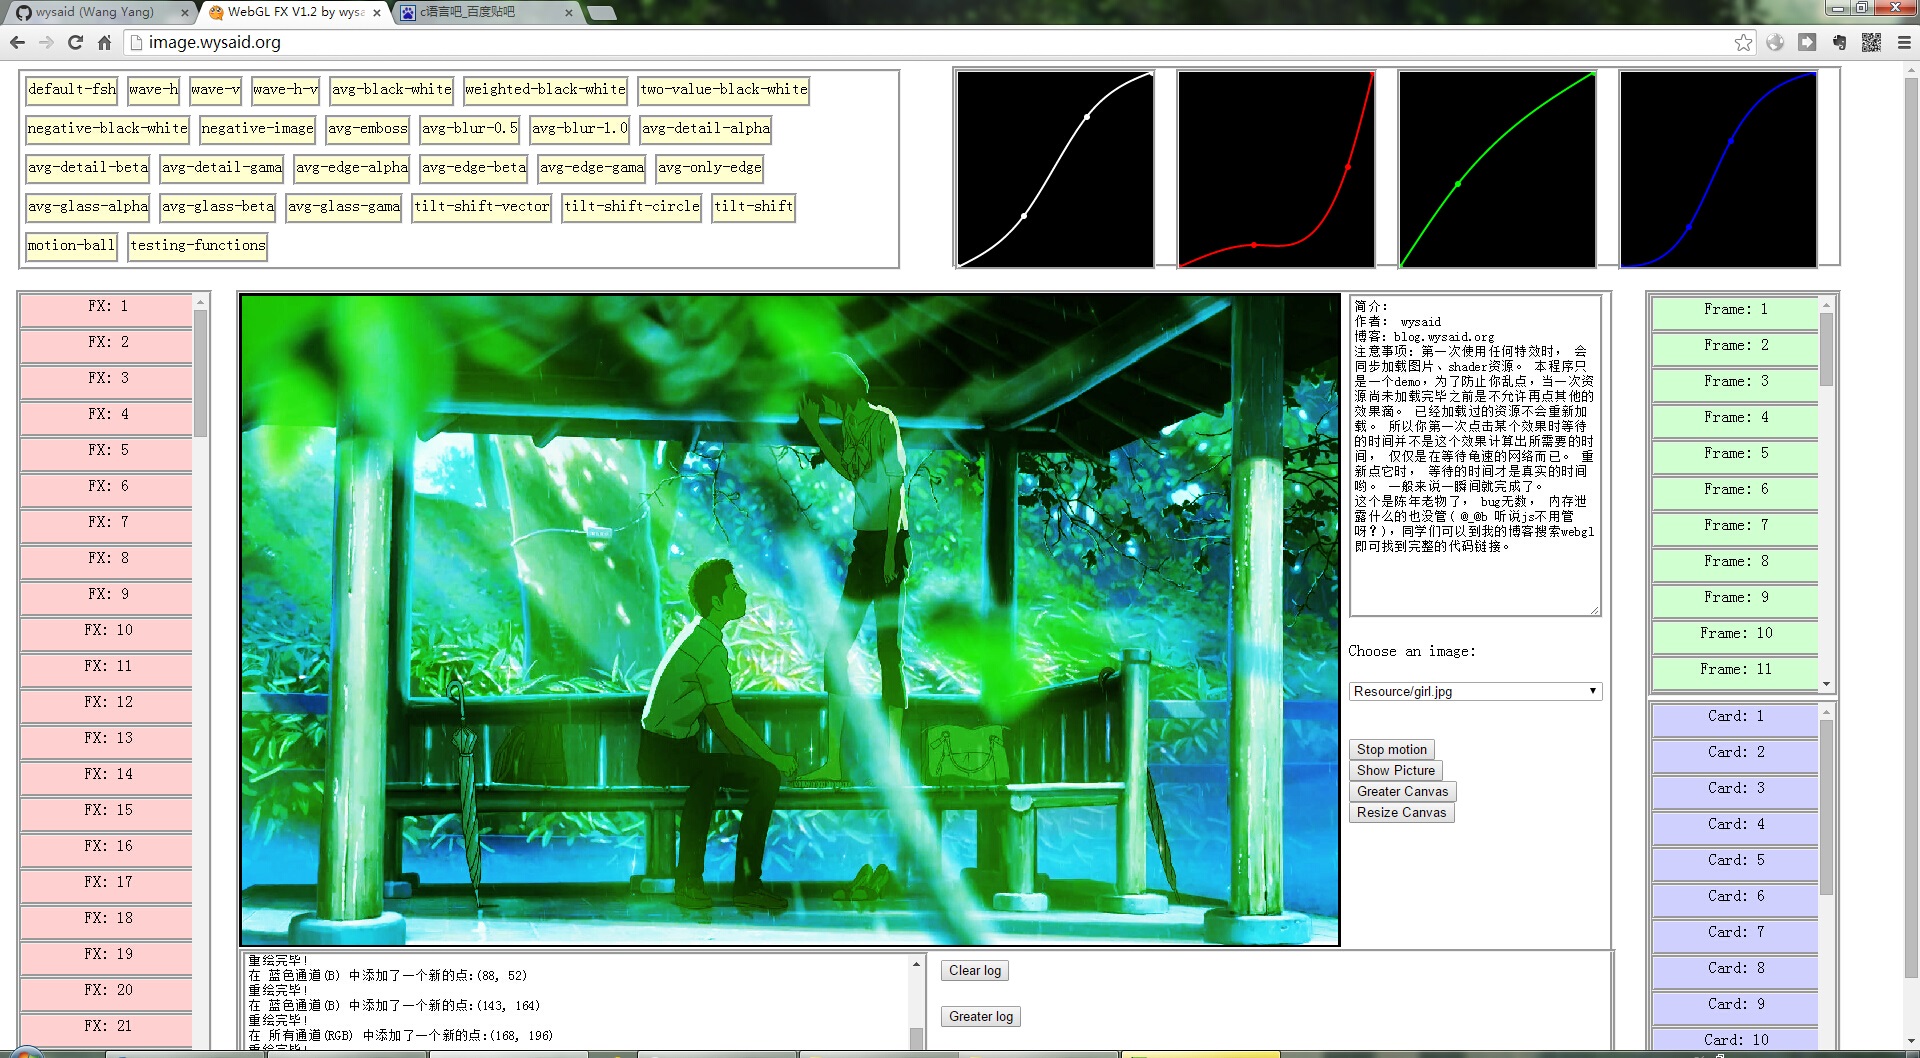 wysaid (Wang Yang)
WebGL FX V1.2 by wysa
c语言吧_百度贴吧
image.wysaid.org
default-fsh wave-h wave-v wave-h-v avg-black-white weighted-black-white two-value-black-white
negative-black-white negative-image avg-emboss avg-blur-0.5 avg-blur-1.0 avg-detail-alpha
avg-detail-beta avg-detail-gama avg-edge-alpha avg-edge-beta avg-edge-gama avg-only-edge
avg-glass-alpha avg-glass-beta avg-glass-gama tilt-shift-vector tilt-shift-circle tilt-shift
motion-ball testing-functions
FX: 1
FX: 2
FX: 3
FX: 4
FX: 5
FX: 6
FX: 7
FX: 8
FX: 9
FX: 10
FX: 11
FX: 12
FX: 13
FX: 14
FX: 15
FX: 16
FX: 17
FX: 18
FX: 19
FX: 20
FX: 21
简介:
作者: wysaid
博客: blog.wysaid.org
注意事项: 第一次使用任何特效时, 会
同步加载图片、shader资源。 本程序只
是一个demo, 为了防止你乱点, 当一次资
源尚未加载完毕之前是不允许再点其他的
效果滴。 已经加载过的资源不会重新加
载。 所以你第一次点击某个效果时等待
的时间并不是这个效果计算出所需要的时
间, 仅仅是在等待龟速的网络而已。 重
新点它时, 等待的时间才是真实的时间
哟。 一般来说一瞬间就完成了。
这个是陈年老物了, bug无数, 内存泄
露什么的也没管( @_@b 听说js不用管
呀?), 同学们可以到我的博客搜索webgl
即可找到完整的代码链接。
Choose an image:
Resource/girl.jpg
Stop motion
Show Picture
Greater Canvas
Resize Canvas
Frame: 1
Frame: 2
Frame: 3
Frame: 4
Frame: 5
Frame: 6
Frame: 7
Frame: 8
Frame: 9
Frame: 10
Frame: 11
Card: 1
Card: 2
Card: 3
Card: 4
Card: 5
Card: 6
Card: 7
Card: 8
Card: 9
Card: 10
重绘完毕!
在 蓝色通道(B) 中添加了一个新的点:(88, 52)
重绘完毕!
在 蓝色通道(B) 中添加了一个新的点:(143, 164)
重绘完毕!
在 所有通道(RGB) 中添加了一个新的点:(168, 196)
重绘完毕!
Clear log
Greater log